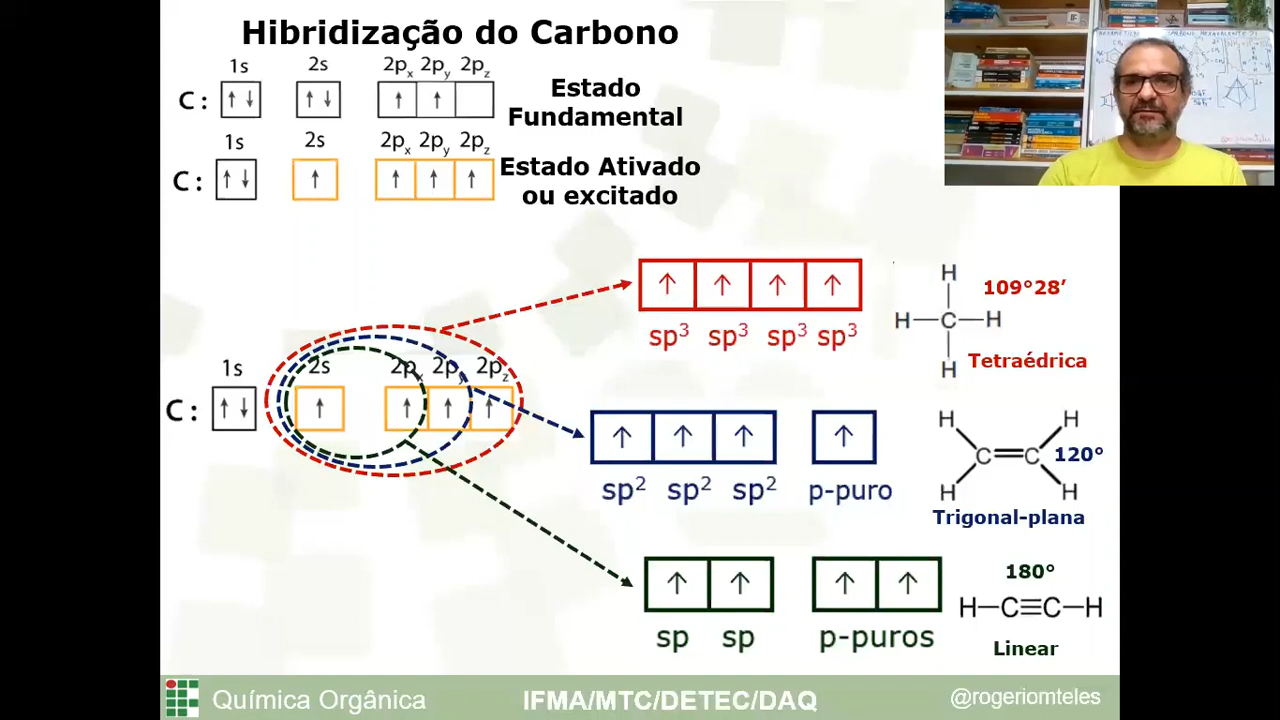 Hibridização do Carbono
1s 2s 2px 2py 2pz
C: ↑↓ ↑↓ ↑ ↑
Estado
Fundamental
1s 2s 2px 2py 2pz
C: ↑↓ ↑ ↑ ↑ ↑
Estado Ativado
ou excitado
↑ ↑ ↑ ↑
sp³ sp³ sp³ sp³
H
H—C—H
H
109°28′
Tetraédrica
1s 2s 2px 2py 2pz
C: ↑↓ ↑ ↑ ↑ ↑
↑ ↑ ↑ ↑
sp² sp² sp² p-puro
H H
C=C
H H
120°
Trigonal-plana
↑ ↑ ↑ ↑
sp sp p-puros
180°
H—C≡C—H
Linear
Química Orgânica
IFMA/MTC/DETEC/DAQ
@rogeriomteles